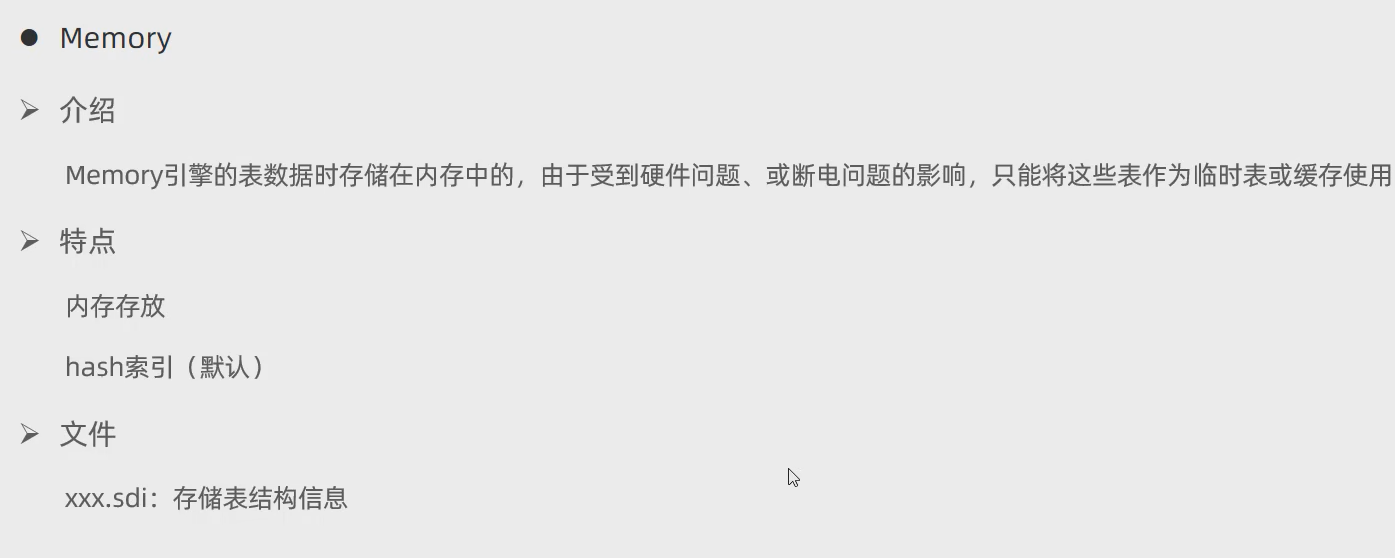 ● Memory
➢ 介绍
Memory引擎的表数据时存储在内存中的，由于受到硬件问题、或断电问题的影响，只能将这些表作为临时表或缓存使用
➢ 特点
内存存放
hash索引（默认）
➢ 文件
xxx.sdi：存储表结构信息